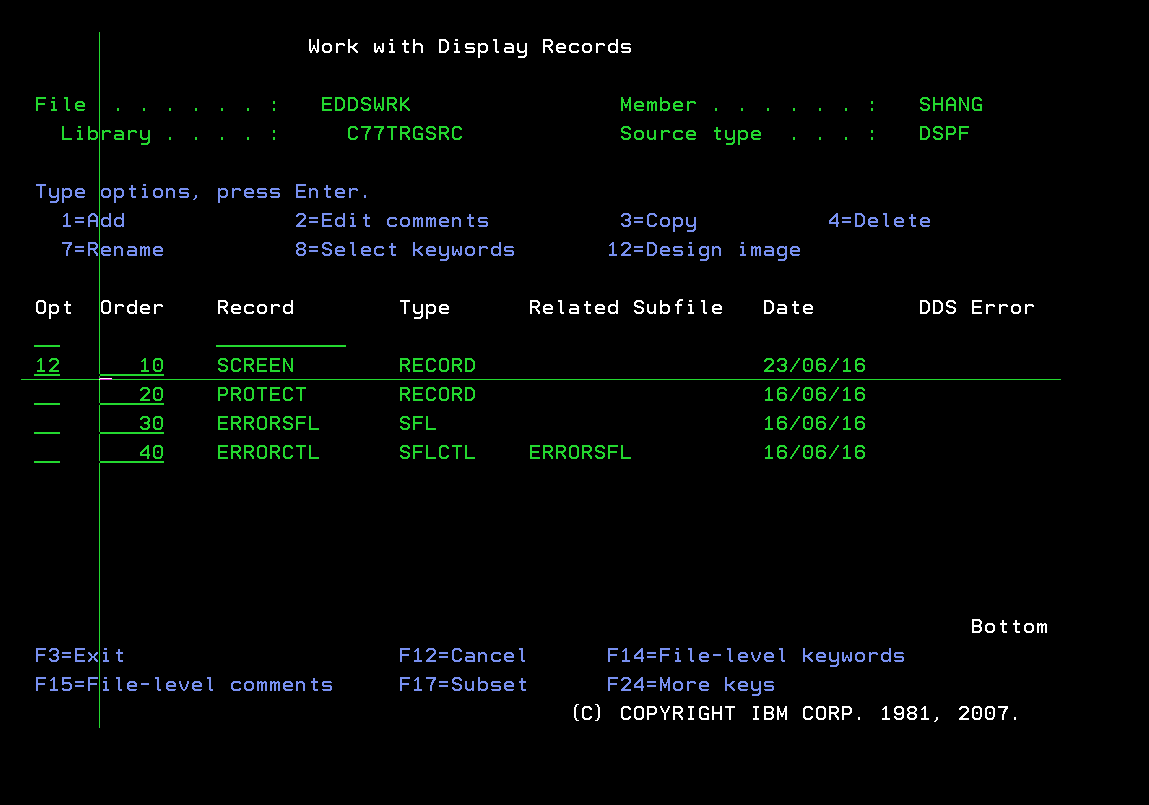 Work with Display Records
File . . . . . . : EDDSWRK Member . . . . . . : SHANG
Library . . . . : C77TRGSRC Source type . . . : DSPF
Type options, press Enter.
1=Add 2=Edit comments 3=Copy 4=Delete
7=Rename 8=Select keywords 12=Design image
Opt Order Record Type Related Subfile Date DDS Error
12 10 SCREEN RECORD 23/06/16
20 PROTECT RECORD 16/06/16
30 ERRORSFL SFL 16/06/16
40 ERRORCTL SFLCTL ERRORSFL 16/06/16
Bottom
F3=Exit F12=Cancel F14=File-level keywords
F15=File-level comments F17=Subset F24=More keys
(C) COPYRIGHT IBM CORP. 1981, 2007.